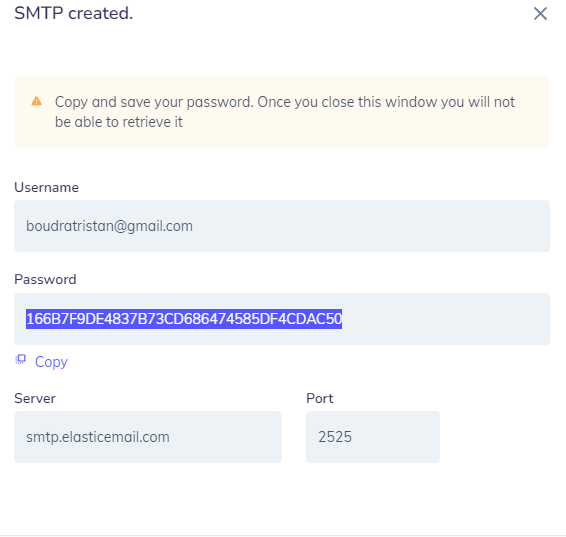 SMTP created.
Copy and save your password. Once you close this window you will not
be able to retrieve it
Username
boudratristan@gmail.com
Password
166B7F9DE4837B73CD686474585DF4CDAC50
Copy
Server
Port
smtp.elasticemail.com
2525